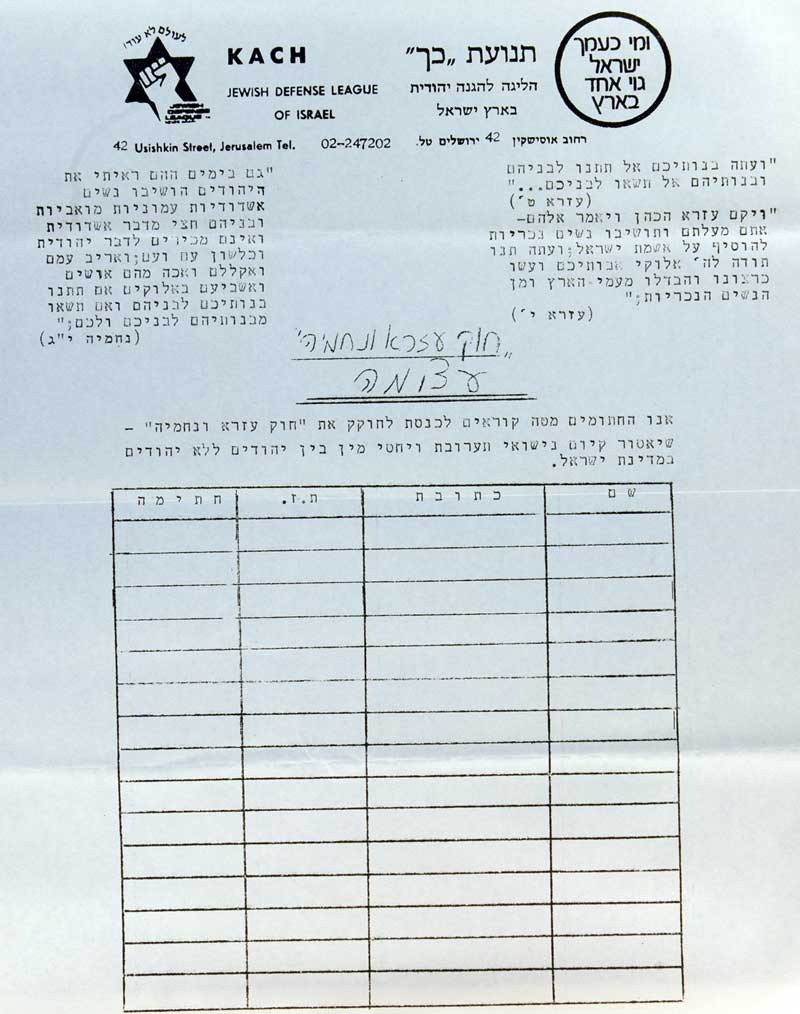 לעולם לא עוד!
JEWISH
DEFENSE
LEAGUE
KACH
JEWISH DEFENSE LEAGUE
OF ISRAEL
42 Usishkin Street, Jerusalem Tel. 02-247202
תנועת „כך"
הליגה להגנה יהודית
בארץ ישראל
רחוב אוסישקין 42 ירושלים טל.
ומי כעמך
ישראל
גוי אחד
בארץ
"ועתה בנותיכם אל תתנו לבניהם
ובנותיהם אל תשאו לבניכם..."
(עזרא ט')
"ויקם עזרא הכהן ויאמר אלהם-
אתם מעלתם ותושיבו נשים נכריות
להוסיף על אשמת ישראל;ועתה תנו
תודה לה' אלוקי אבותיכם ועשו
כרצונו והבדלו מעמי-הארץ ומן
הנשים הנכריות;"
(עזרא י')
"גם בימים ההם ראיתי את
היהודים הושיבו נשים
אשדודיות עמוניות מואביות
ובניהם חצי מדבר אשדודית
ואינם מכירים לדבר יהודית
ובלשון עם ועם;ואריב עמם
ואקללם ואכה מהם אנשים
ואשביעם באלוקים אם תתנו
בנותיכם לבניהם ואם תשאו
מבנותיהם לבניכם ולכם;"
(נחמיה י"ג)
„חוק עזרא ונחמיה"
עצומה
אנו החתומים מטה קוראים לכנסת לחוקק את "חוק עזרא ונחמיה" -
שיאסור קיום נישואי תערובת ויחסי מין בין יהודים ללא יהודים
במדינת ישראל.
שם כתובת ת.ז. חתימה